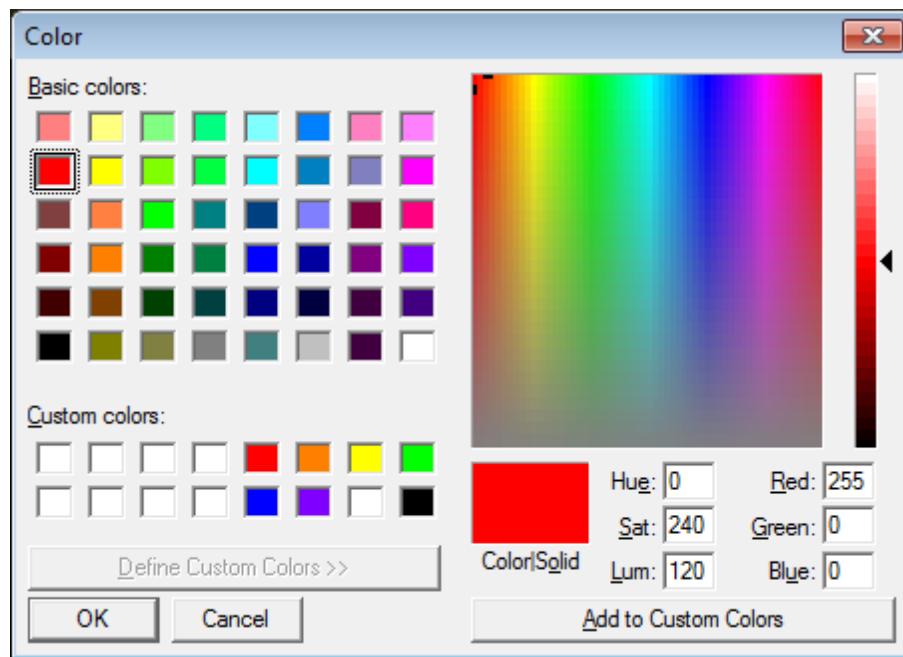 Color
Basic colors:
Custom colors:
Define Custom Colors >>
OK
Cancel
Color|Solid
Hue: 0
Sat: 240
Lum: 120
Red: 255
Green: 0
Blue: 0
Add to Custom Colors